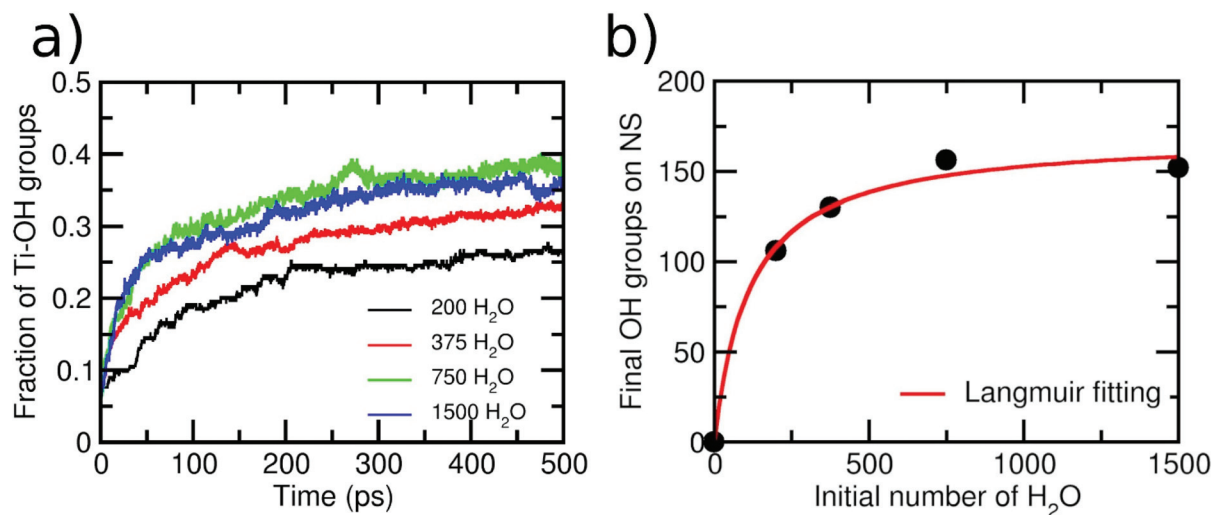 a)
Fraction of Ti-OH groups
0.5
0.4
0.3
0.2
0.1
0
200 H2O
375 H2O
750 H2O
1500 H2O
0 100 200 300 400 500
Time (ps)
b)
Final OH groups on NS
200
150
100
50
0
Langmuir fitting
0 500 1000 1500
Initial number of H2O